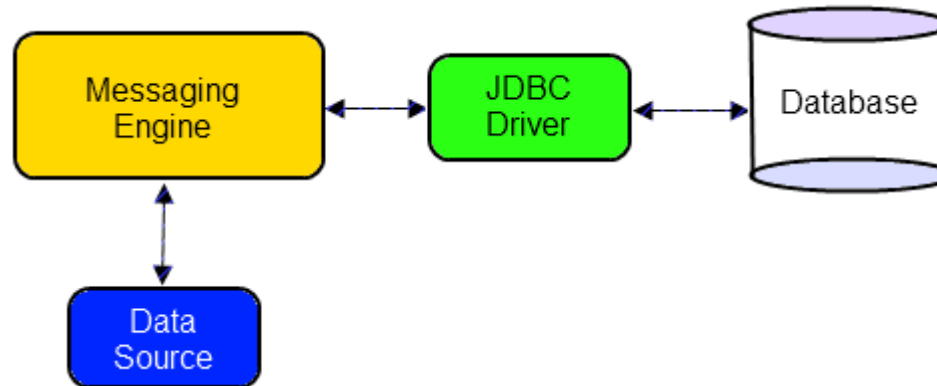 Messaging
Engine
JDBC
Driver
Database
Data
Source